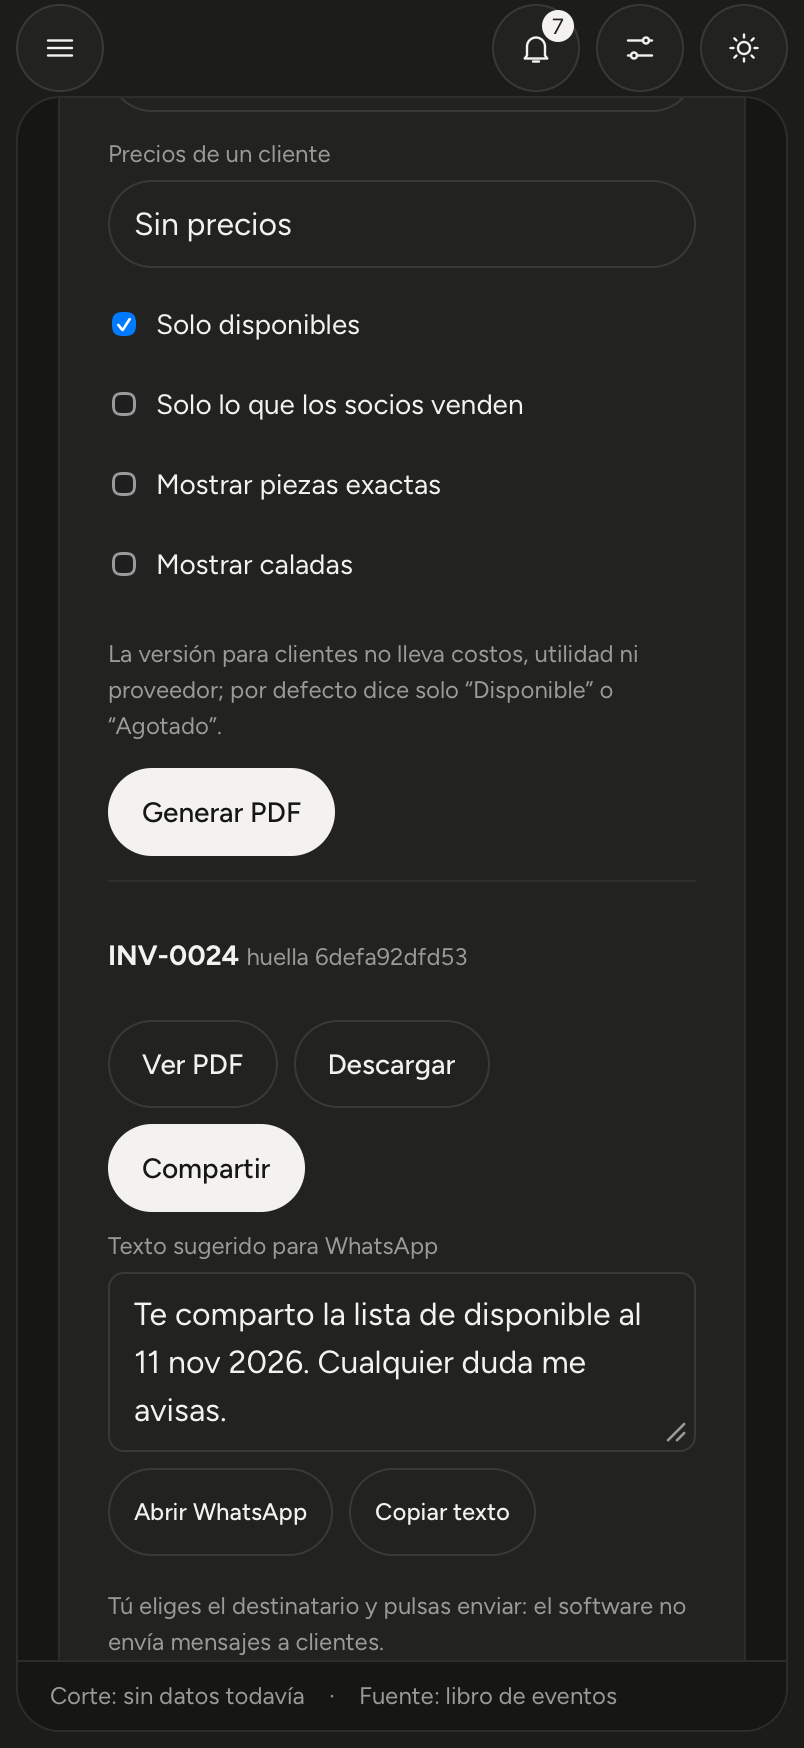 7
Precios de un cliente
Sin precios
Solo disponibles
Solo lo que los socios venden
Mostrar piezas exactas
Mostrar caladas
La versión para clientes no lleva costos, utilidad ni
proveedor; por defecto dice solo “Disponible” o
“Agotado”.
Generar PDF
INV-0024 huella 6defa92dfd53
Ver PDF
Descargar
Compartir
Texto sugerido para WhatsApp
Te comparto la lista de disponible al
11 nov 2026. Cualquier duda me
avisas.
Abrir WhatsApp
Copiar texto
Tú eliges el destinatario y pulsas enviar: el software no
envía mensajes a clientes.
Corte: sin datos todavía · Fuente: libro de eventos